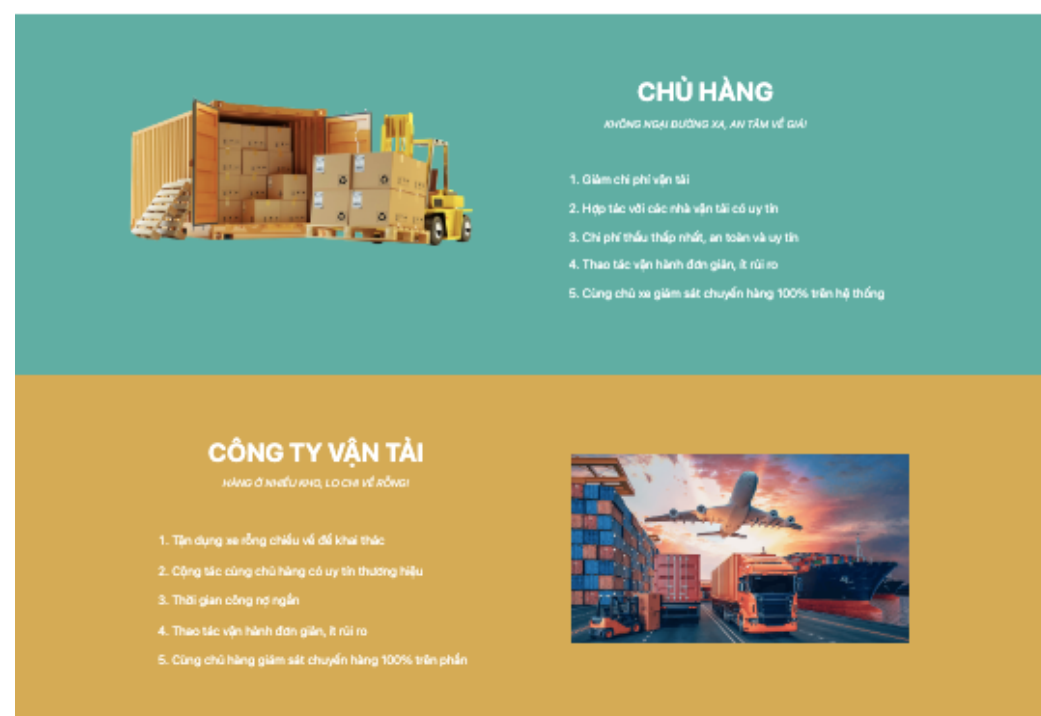 CHỦ HÀNG
KHÔNG NGẠI ĐƯỜNG XA, AN TÂM VỀ GIÁ!
1. Giảm chi phí vận tải
2. Hợp tác với các nhà vận tải có uy tín
3. Chi phí thầu thấp nhất, an toàn và uy tín
4. Thao tác vận hành đơn giản, ít rủi ro
5. Cùng chủ xe giám sát chuyến hàng 100% trên hệ thống
CÔNG TY VẬN TẢI
HÀNG Ở NHIỀU KHO, LO CHI VỀ RỖNG!
1. Tận dụng xe rỗng chiều về để khai thác
2. Cộng tác cùng chủ hàng có uy tín thương hiệu
3. Thời gian công nợ ngắn
4. Thao tác vận hành đơn giản, ít rủi ro
5. Cùng chủ hàng giám sát chuyến hàng 100% trên phần